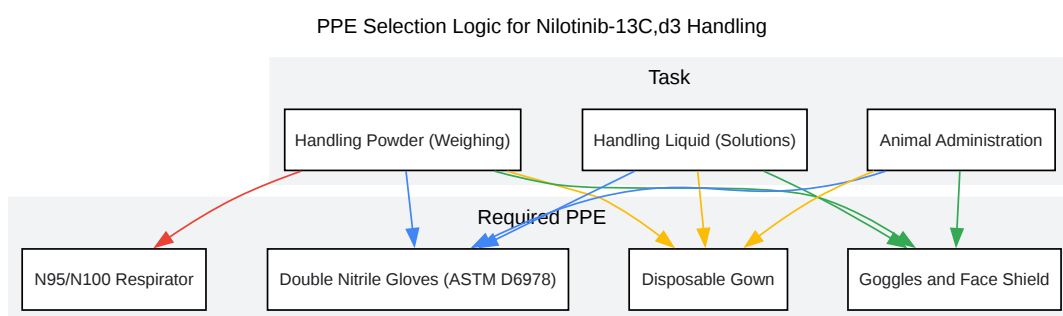 PPE Selection Logic for Nilotinib-13C,d3 Handling
Task
Handling Powder (Weighing)
Handling Liquid (Solutions)
Animal Administration
Required PPE
N95/N100 Respirator
Double Nitrile Gloves (ASTM D6978)
Disposable Gown
Goggles and Face Shield